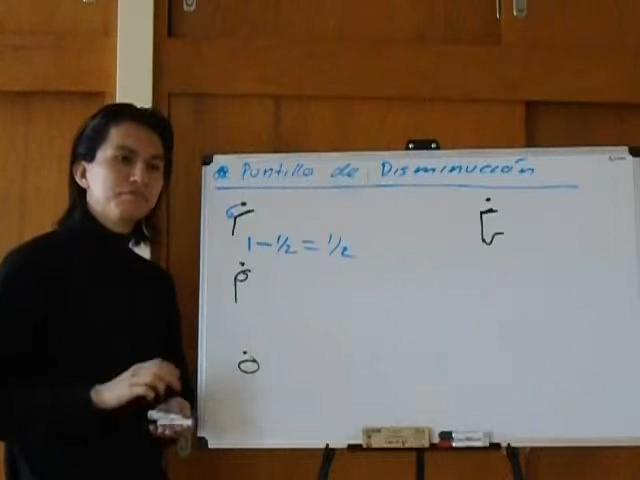 Puntillo de Disminución
1 - 1/2 = 1/2